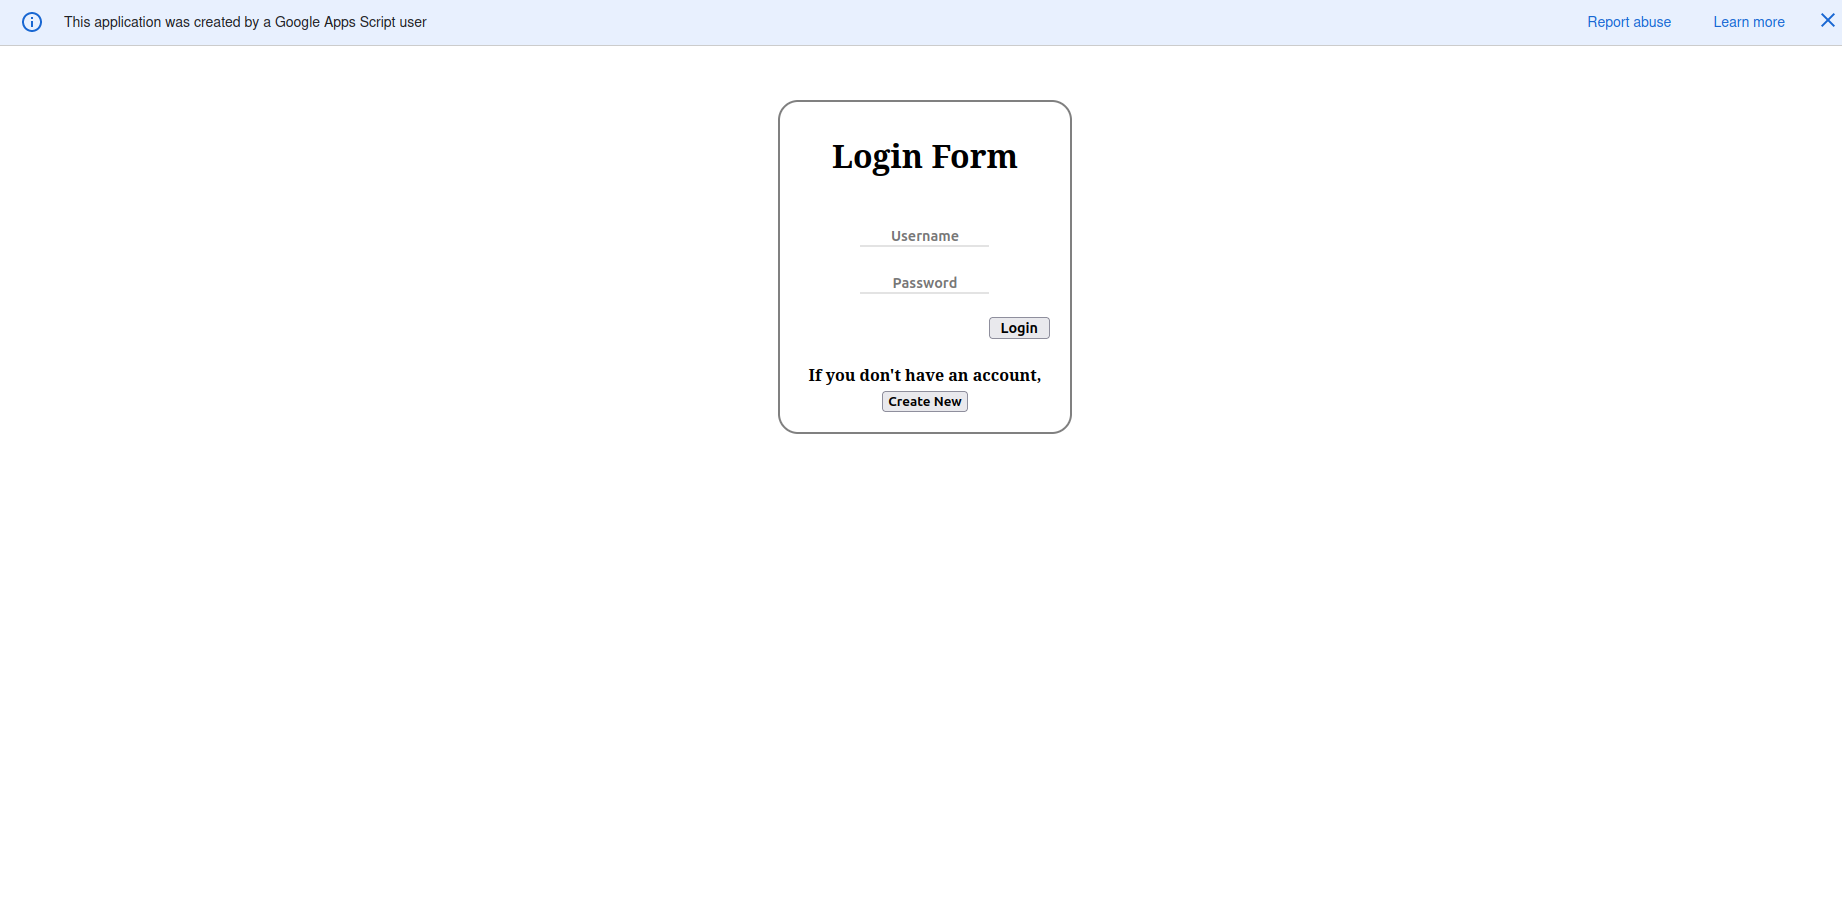 This application was created by a Google Apps Script user
Report abuse
Learn more
Login Form
Username
Password
Login
If you don't have an account,
Create New